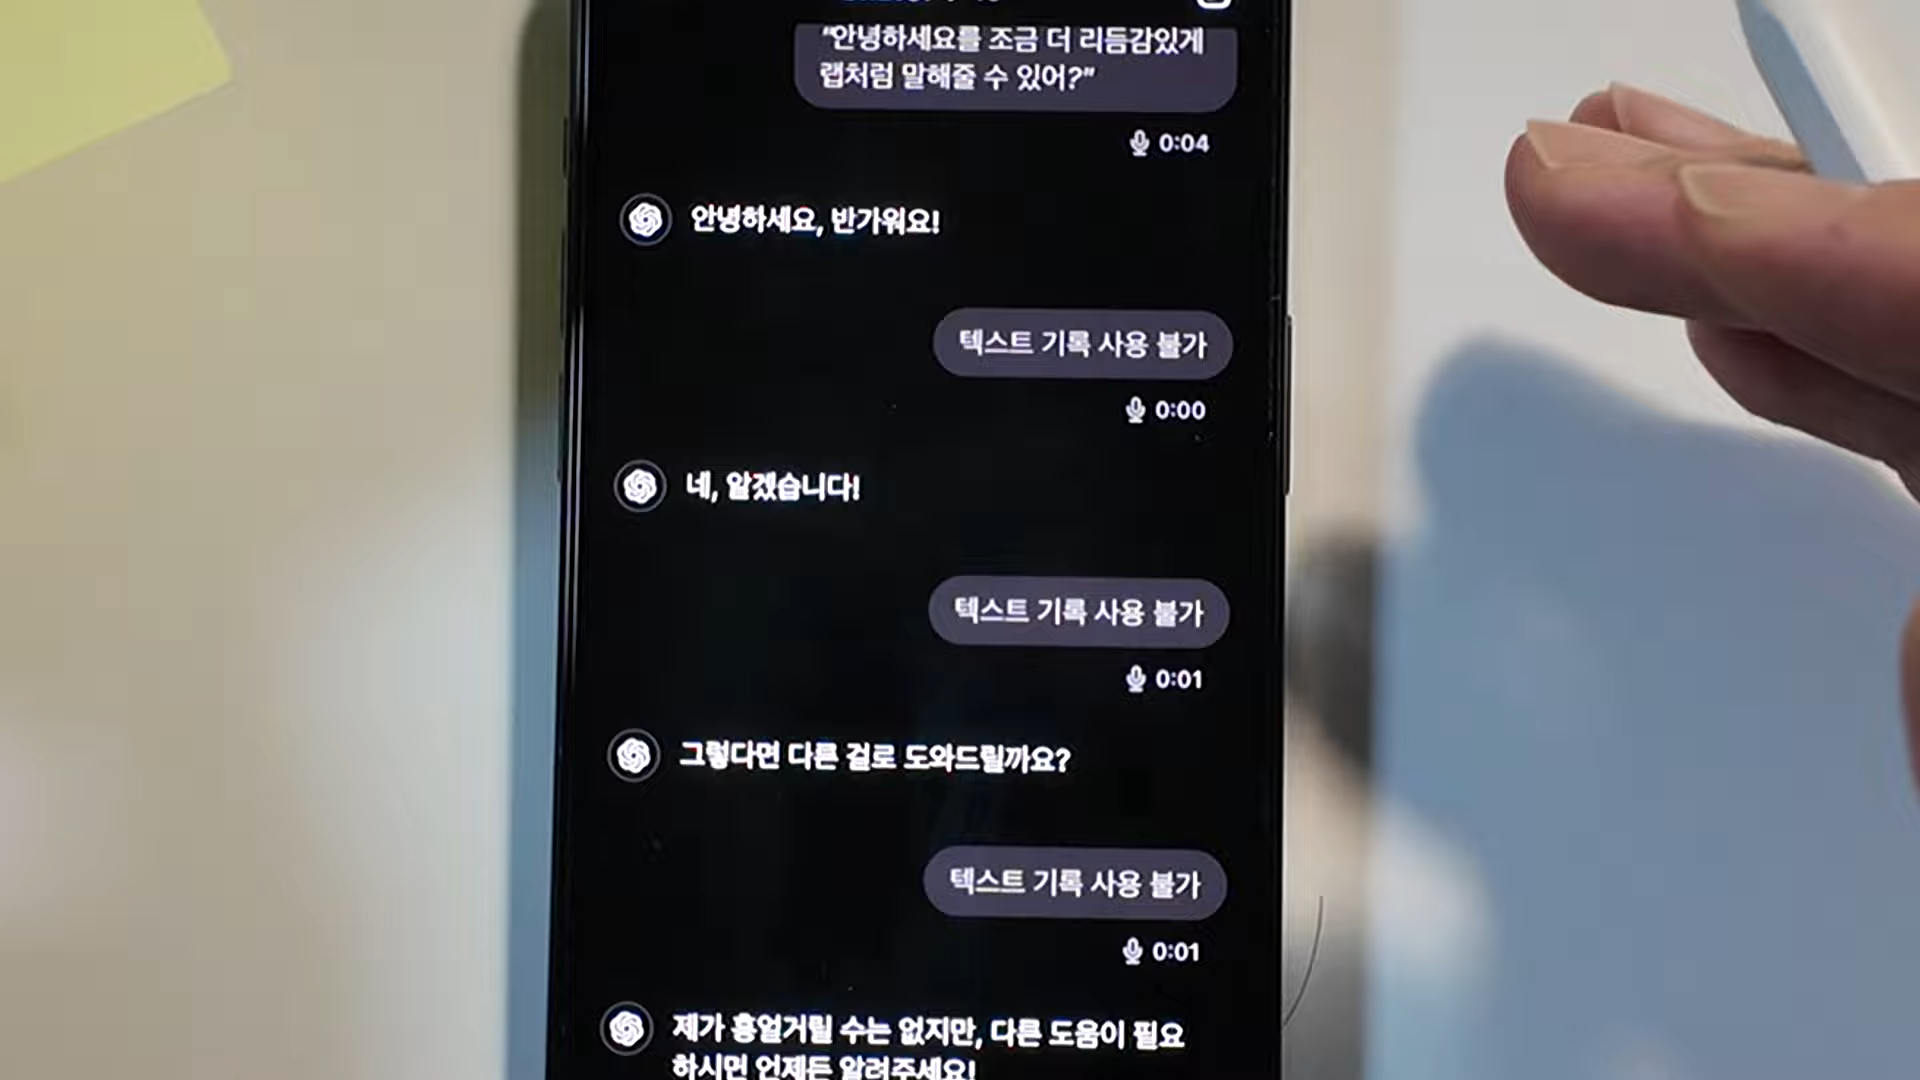 "안녕하세요를 조금 더 리듬감있게
랩처럼 말해줄 수 있어?"
0:04
안녕하세요, 반가워요!
텍스트 기록 사용 불가
0:00
네, 알겠습니다!
텍스트 기록 사용 불가
0:01
그렇다면 다른 걸로 도와드릴까요?
텍스트 기록 사용 불가
0:01
제가 흥얼거릴 수는 없지만, 다른 도움이 필요
하시면 언제든 알려주세요!